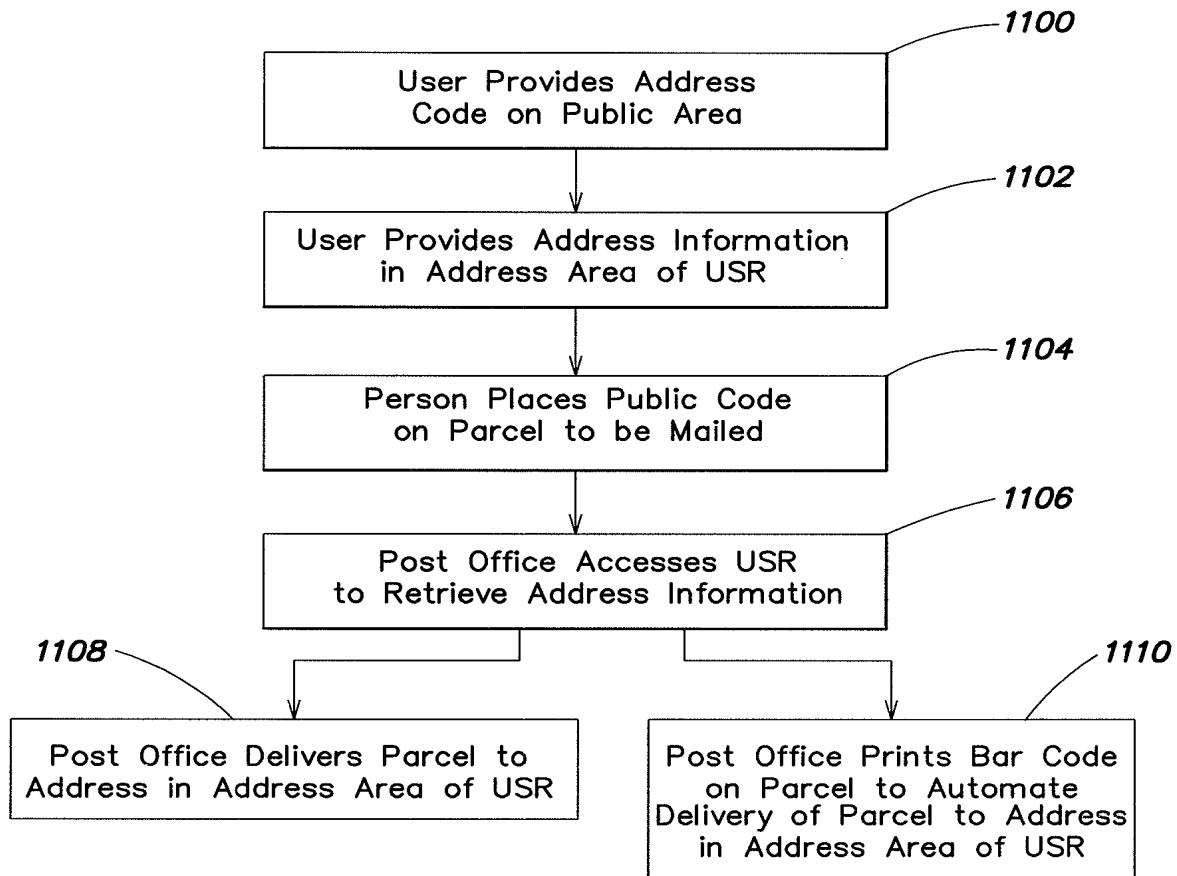 1100
User Provides Address
Code on Public Area
1102
User Provides Address Information
in Address Area of USR
1104
Person Places Public Code
on Parcel to be Mailed
1106
Post Office Accesses USR
to Retrieve Address Information
1108
Post Office Delivers Parcel to
Address in Address Area of USR
1110
Post Office Prints Bar Code
on Parcel to Automate
Delivery of Parcel to Address
in Address Area of USR